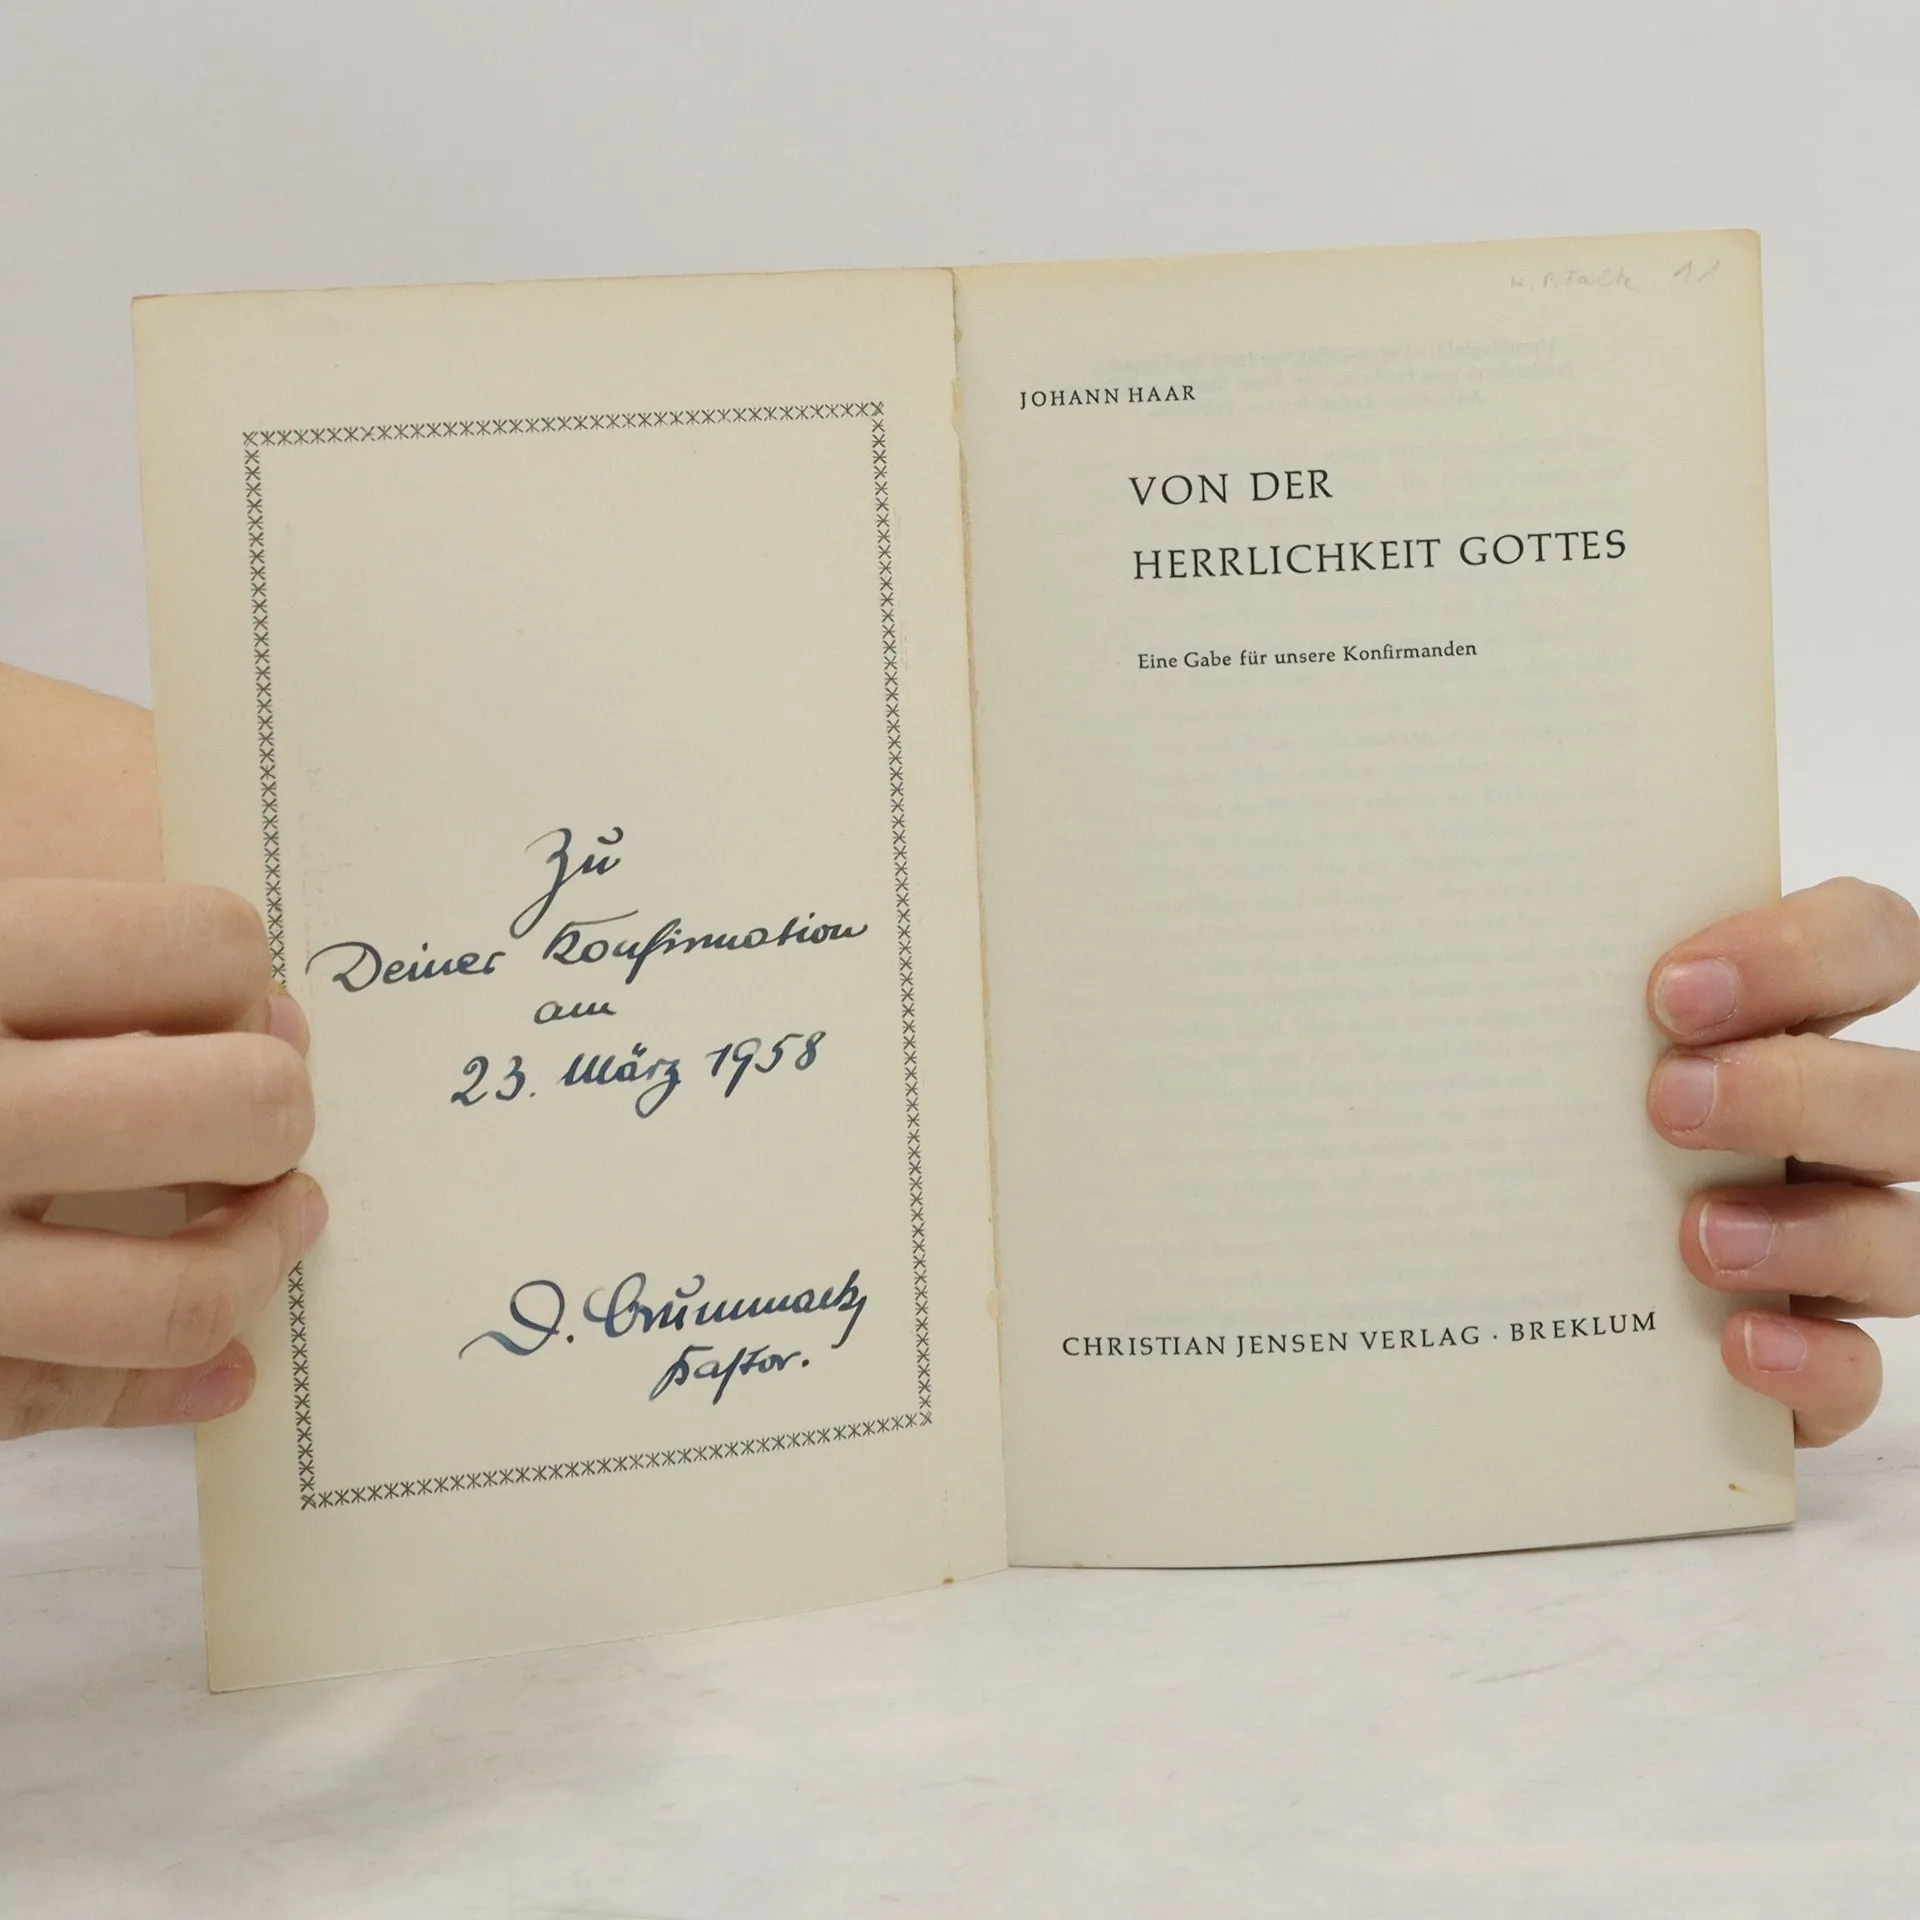 Zu
Deiner Konfirmation
am
23. März 1958
D. Crummack,
Pastor.
JOHANN HAAR
VON DER
HERRLICHKEIT GOTTES
Eine Gabe für unsere Konfirmanden
CHRISTIAN JENSEN VERLAG · BREKLUM